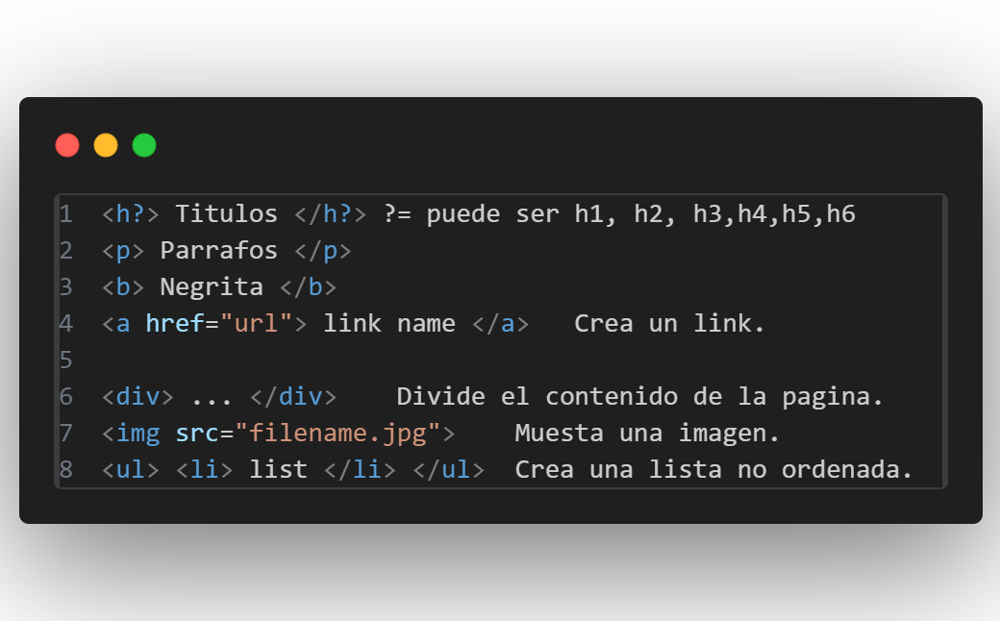 1 <h?> Titulos </h?> ?= puede ser h1, h2, h3,h4,h5,h6
2 <p> Parrafos </p>
3 <b> Negrita </b>
4 <a href="url"> link name </a> Crea un link.
5
6 <div> ... </div> Divide el contenido de la pagina.
7 <img src="filename.jpg"> Muesta una imagen.
8 <ul> <li> list </li> </ul> Crea una lista no ordenada.